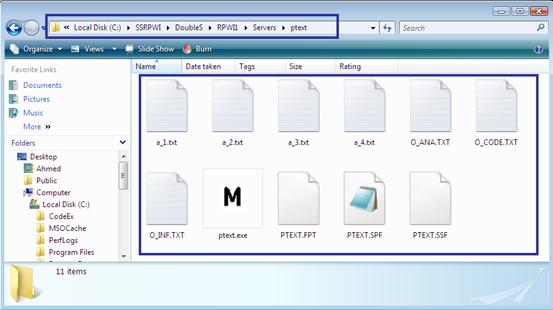 « Local Disk (C:) ▸ SSRPWI ▸ DoubleS ▸ RPWI1 ▸ Servers ▸ ptext
Search
Organize Views Slide Show Burn
Favorite Links
Documents
Pictures
Music
More »
Folders
Desktop
Ahmed
Public
Computer
Local Disk (C:)
CodeEx
MSOCache
PerfLogs
Program Files
Name Date taken Tags Size Rating
a_1.txt a_2.txt a_3.txt a_4.txt O_ANA.TXT O_CODE.TXT
M
O_INF.TXT ptext.exe PTEXT.FPT PTEXT.SPF PTEXT.SSF
11 items